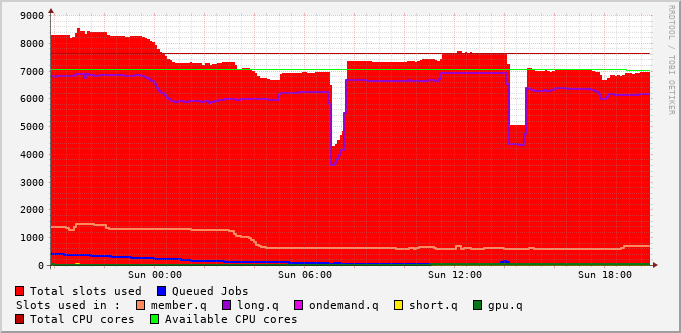 RRDTOOL / TOBI OETIKER
9000
8000
7000
6000
5000
4000
3000
2000
1000
0
Sun 00:00 Sun 06:00 Sun 12:00 Sun 18:00
Total slots used Queued Jobs
Slots used in : member.q long.q ondemand.q short.q gpu.q
Total CPU cores Available CPU cores